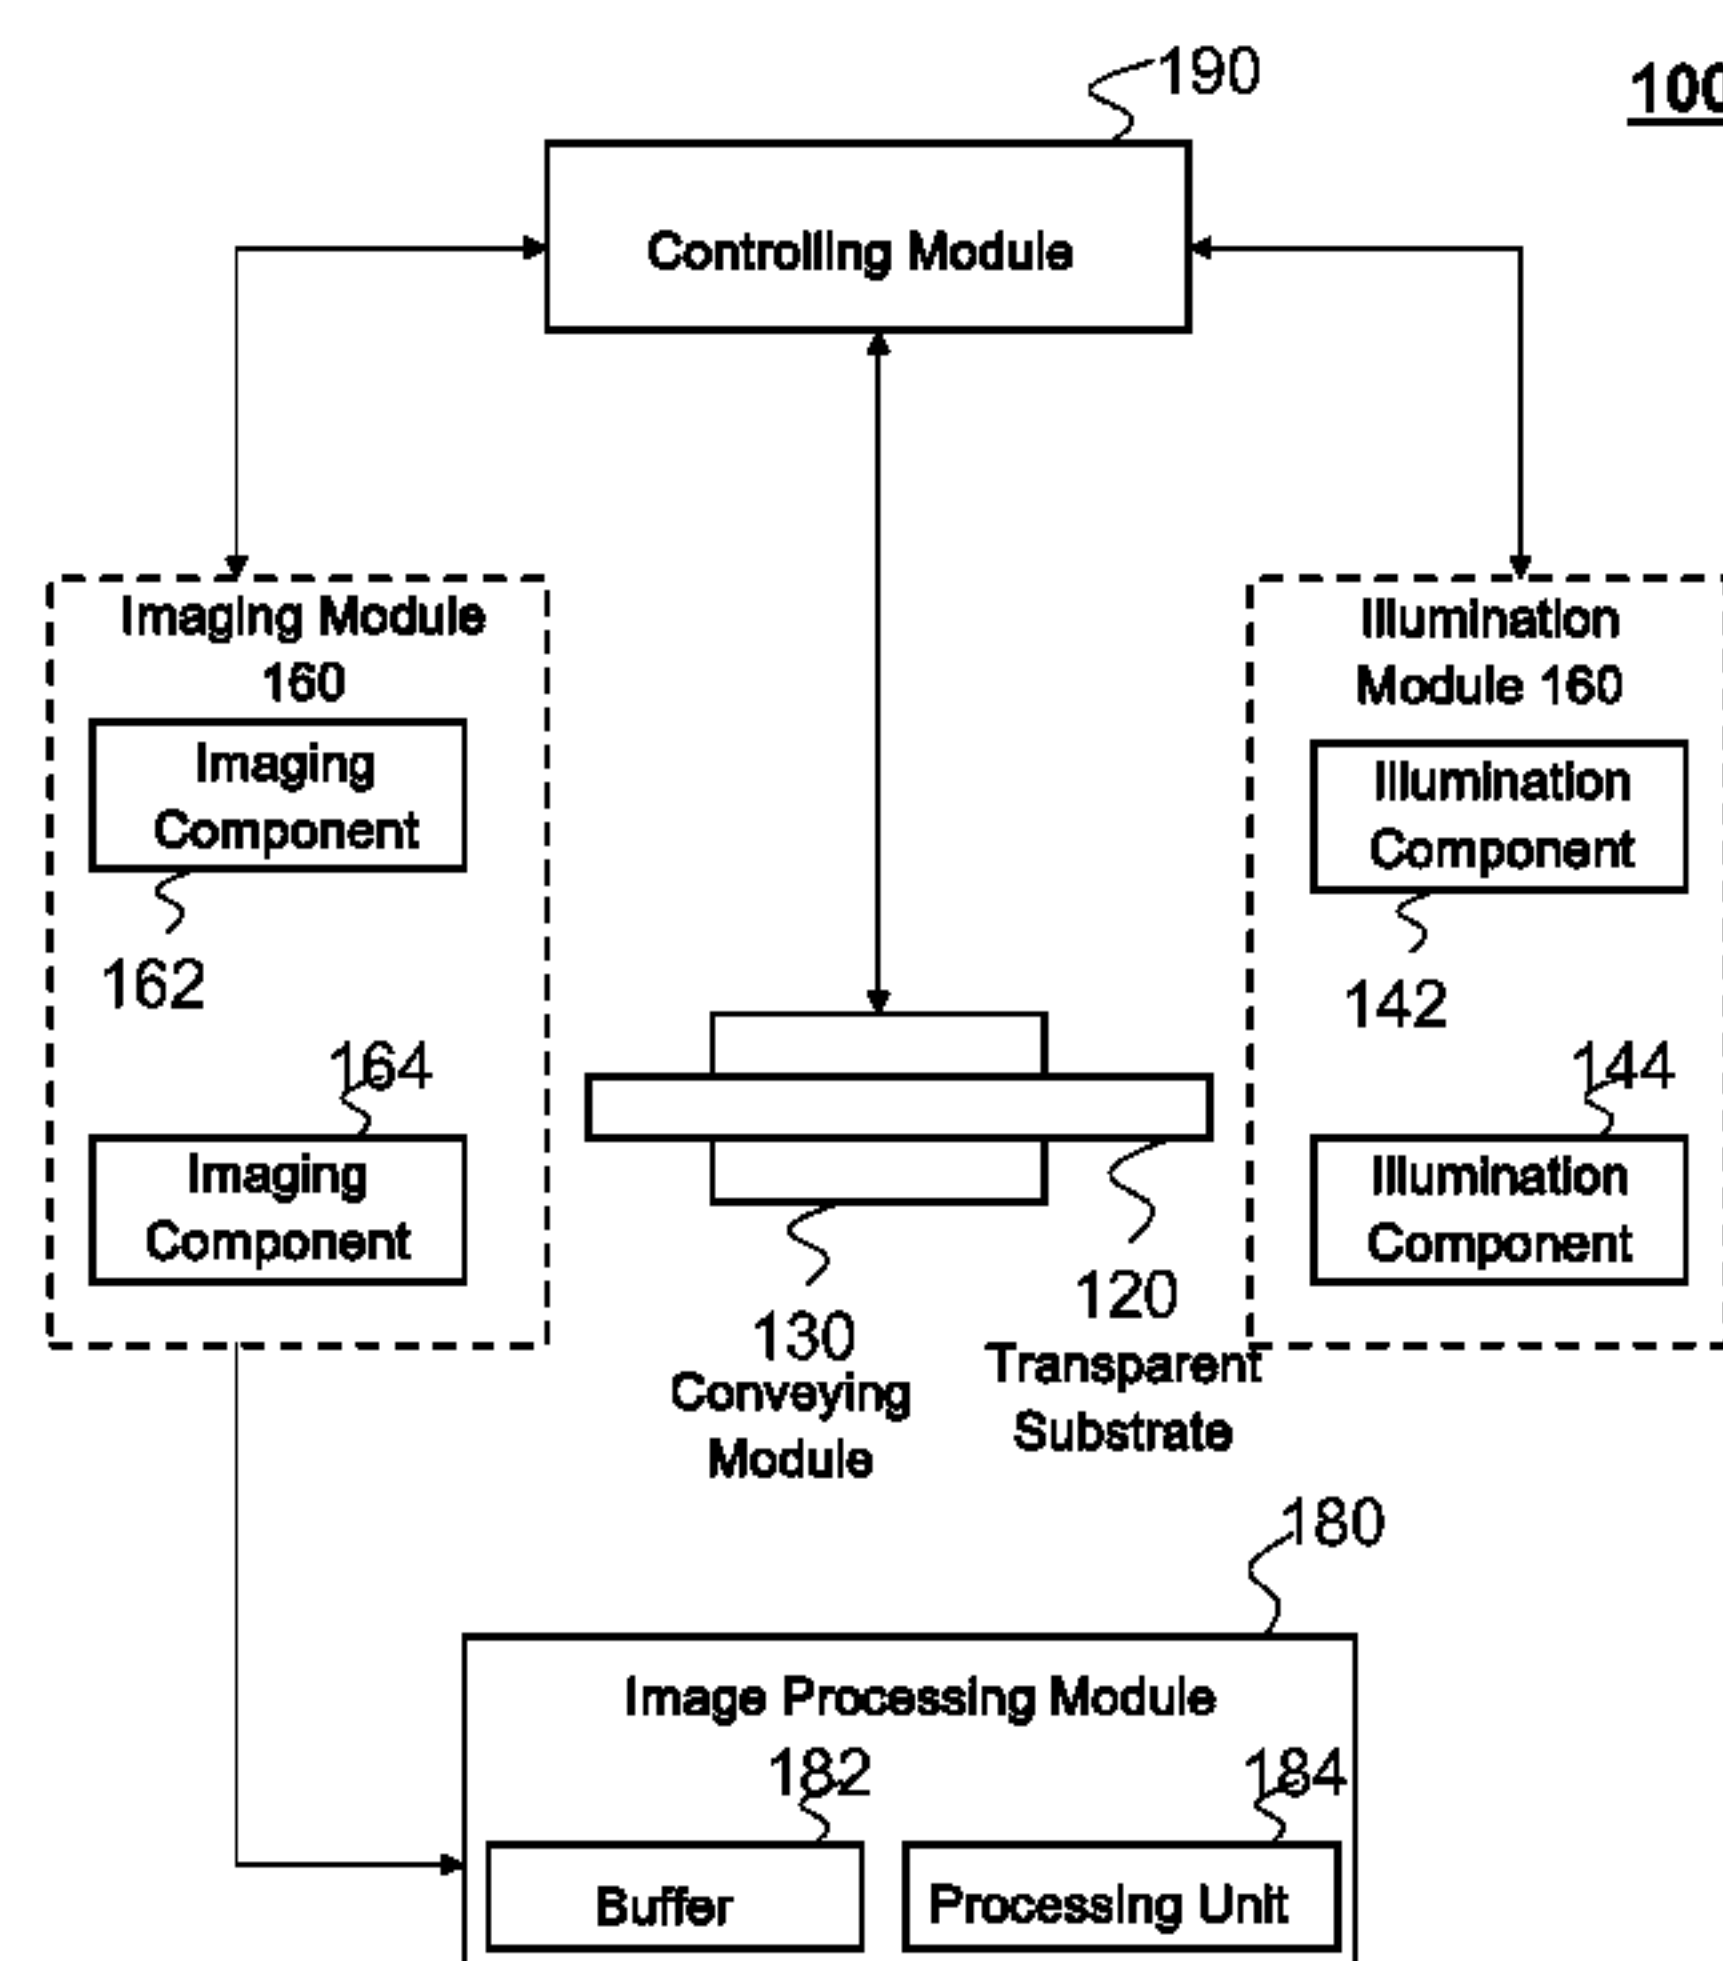 190
100
Controlling Module
Imaging Module
160
Imaging
Component
162
164
Imaging
Component
Illumination
Module 160
Illumination
Component
142
144
Illumination
Component
130
Conveying
Module
120
Transparent
Substrate
180
Image Processing Module
182
184
Buffer
Processing Unit